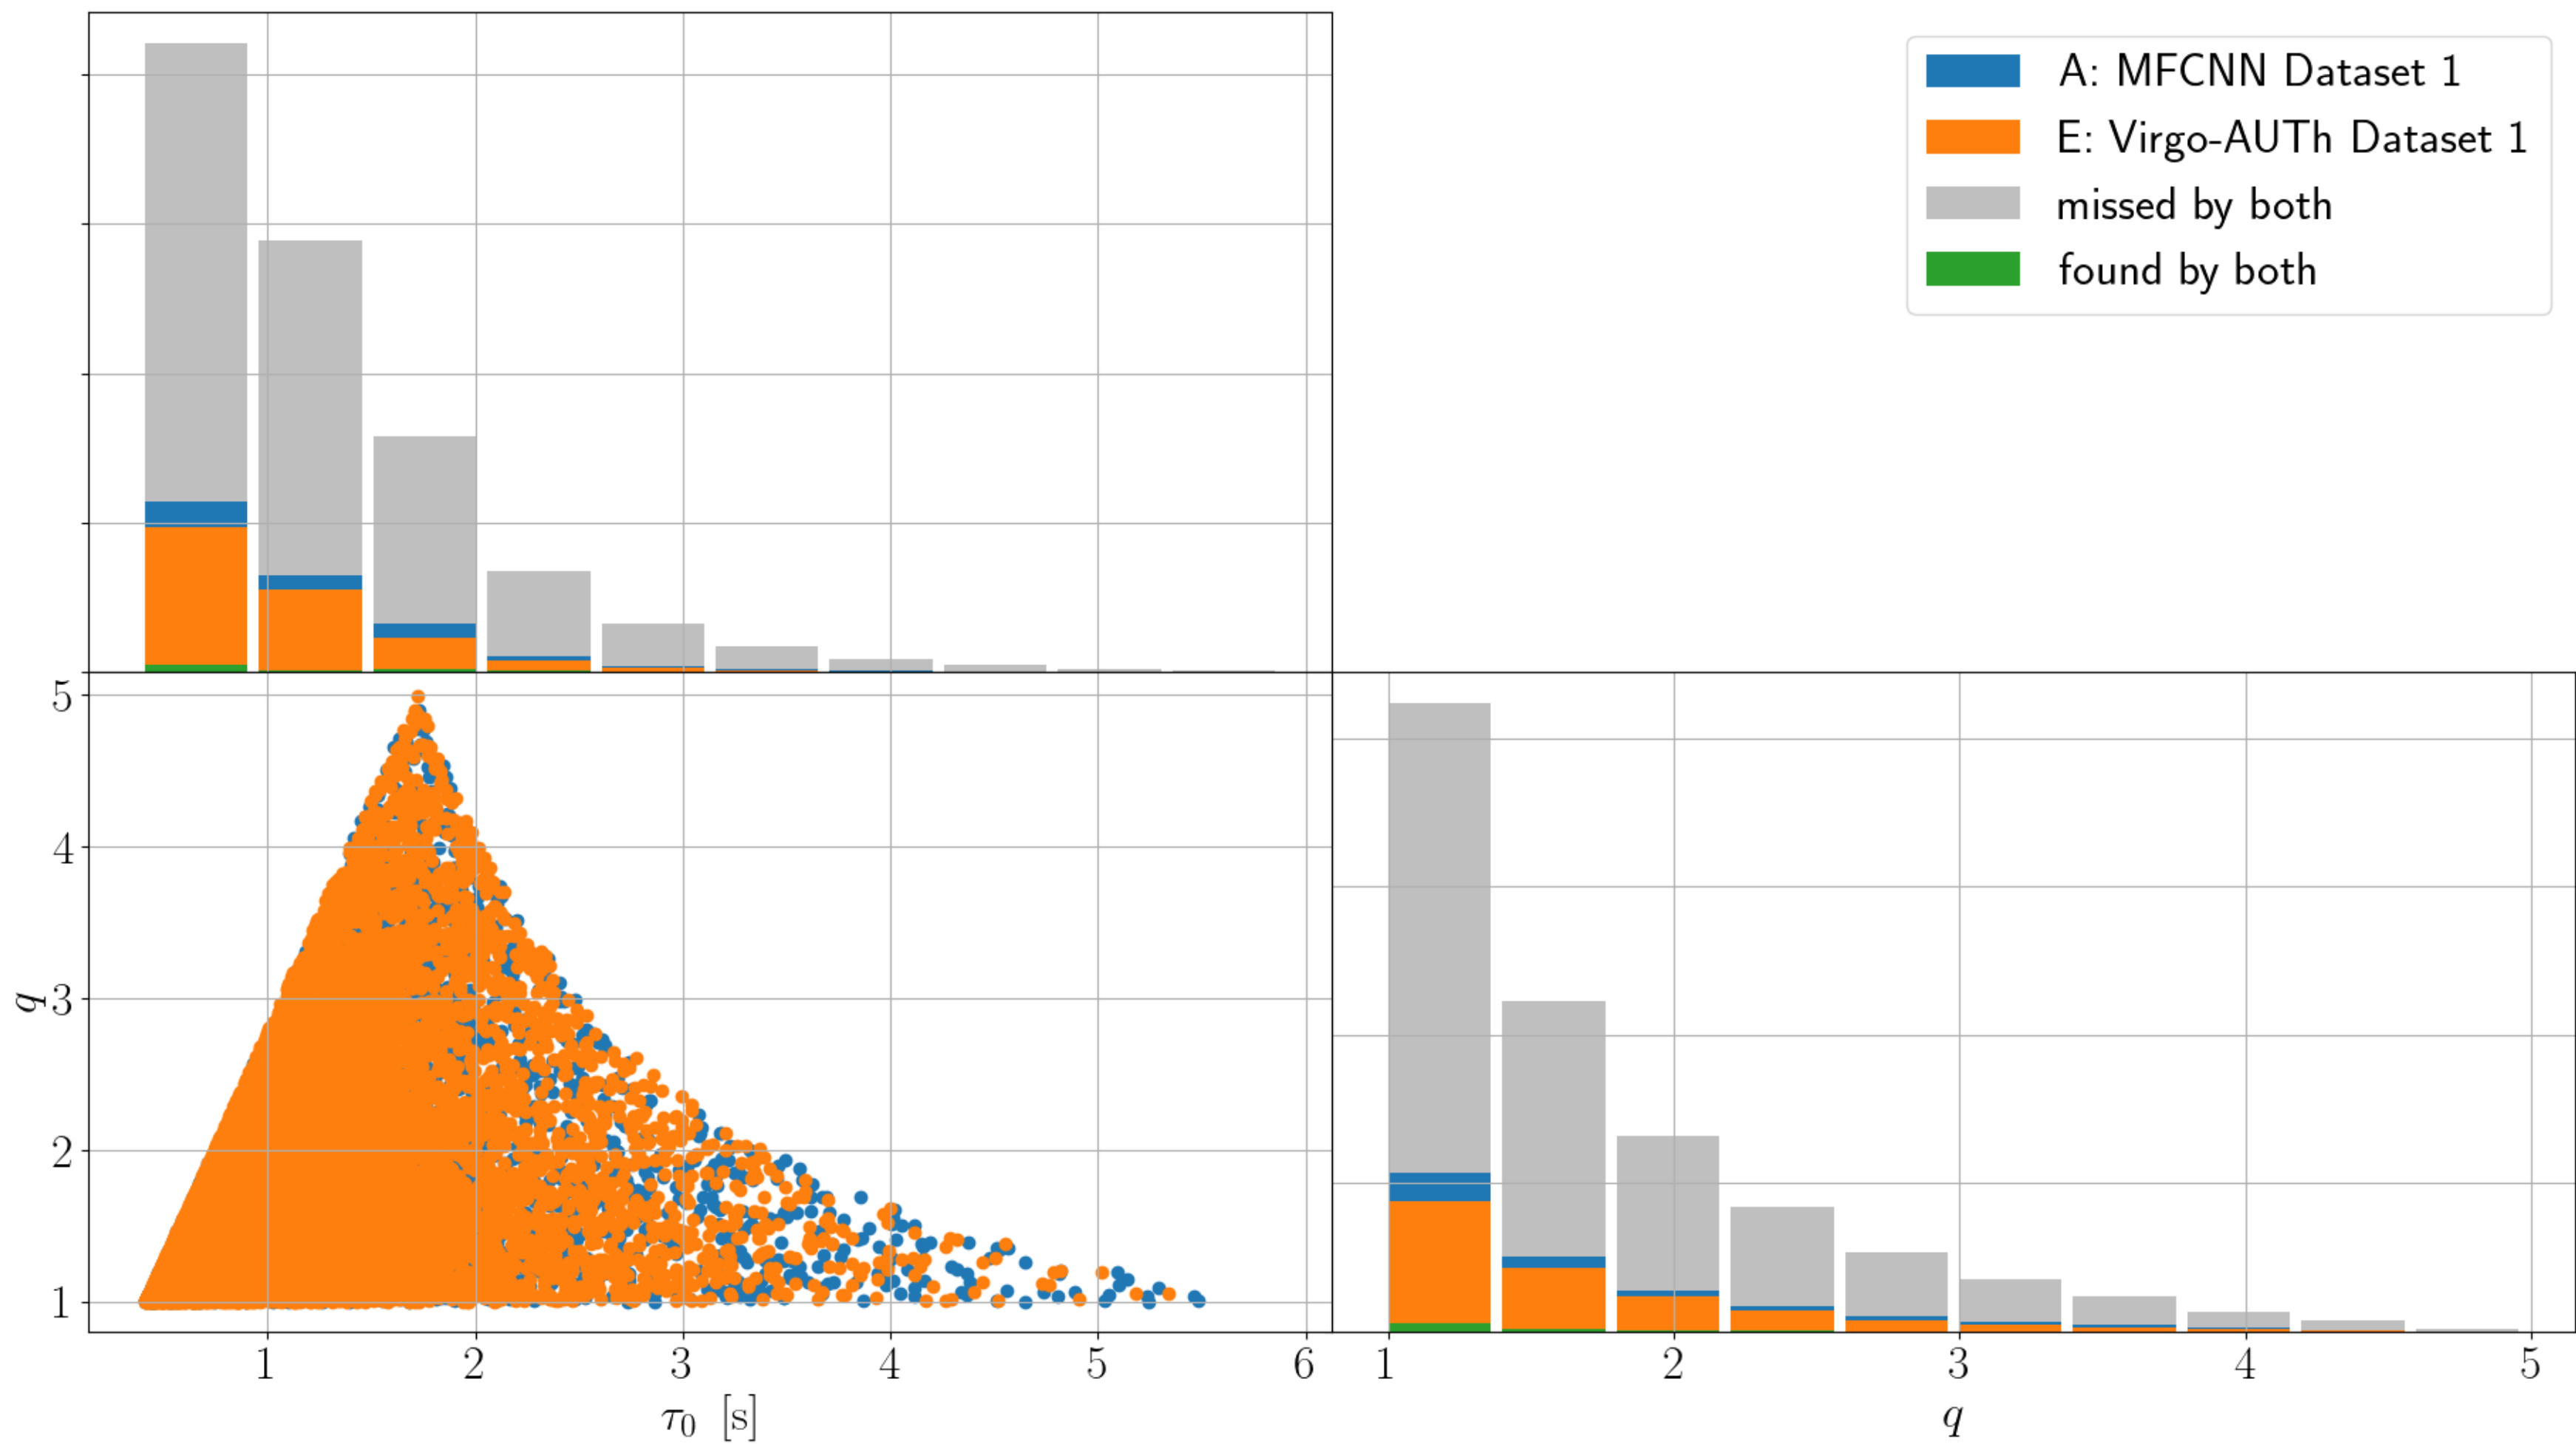 A: MFCNN Dataset 1
E: Virgo-AUTh Dataset 1
missed by both
found by both
5
4
3
2
1
q
1 2 3 4 5 6
τ₀ [s]
1 2 3 4 5
q